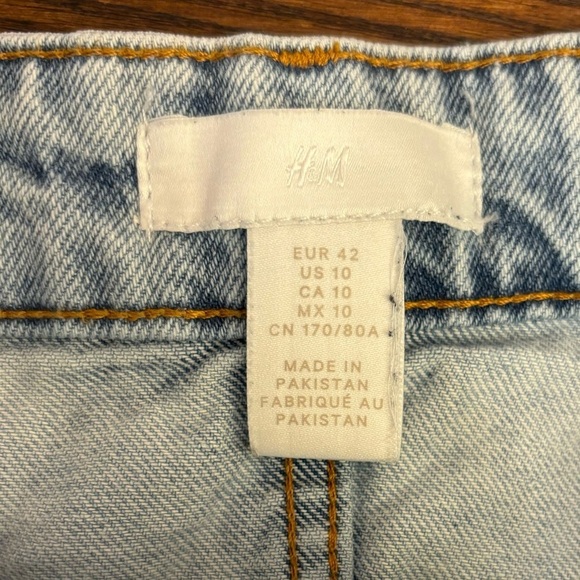 H&M
EUR 42
US 10
CA 10
MX 10
CN 170/80A
MADE IN
PAKISTAN
FABRIQUÉ AU
PAKISTAN